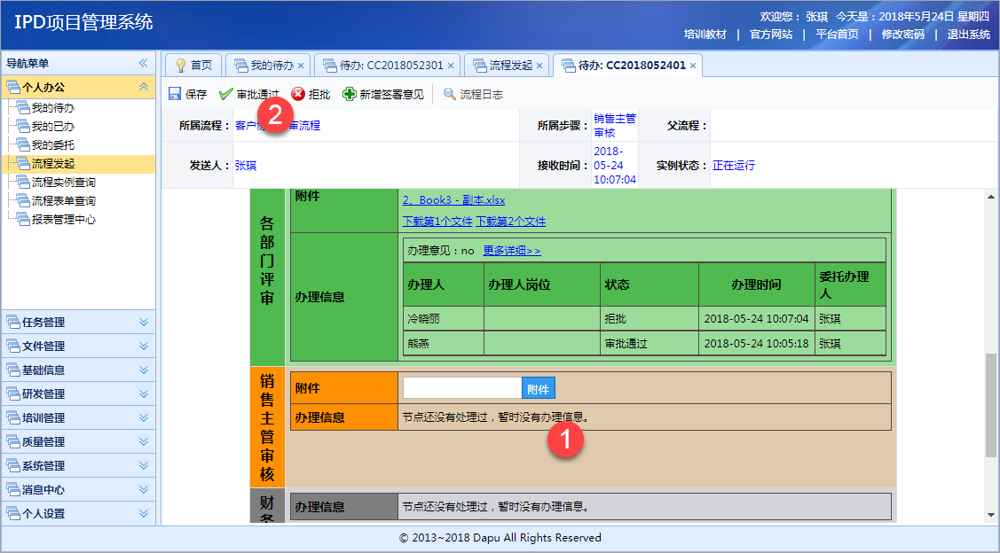 IPD项目管理系统
欢迎您： 张琪 今天是：2018年5月24日 星期四
培训教材 | 官方网站 | 平台首页 | 修改密码 | 退出系统
导航菜单
个人办公
我的待办
我的已办
我的委托
流程发起
流程实例查询
流程表单查询
报表管理中心
任务管理
文件管理
基础信息
研发管理
培训管理
质量管理
系统管理
消息中心
个人设置
首页 我的待办 × 待办: CC2018052301 × 流程发起 × 待办: CC2018052401 ×
保存 审批通过 拒批 新增签署意见 流程日志
2
所属流程： 客户 审流程 所属步骤： 销售主管
审核
父流程：
发送人： 张琪 接收时间： 2018-
05-24
10:07:04
实例状态： 正在运行
各部门评审
附件
2、Book3 - 副本.xlsx
下载第1个文件 下载第2个文件
办理信息
办理意见：no 更多详细>>
办理人 办理人岗位 状态 办理时间 委托办理
人
冷晓丽 拒批 2018-05-24 10:07:04 张琪
熊燕 审批通过 2018-05-24 10:05:18 张琪
销售主管审核
附件 附件
办理信息 节点还没有处理过，暂时没有办理信息。
1
财务
办理信息 节点还没有处理过，暂时没有办理信息。
© 2013~2018 Dapu All Rights Reserved